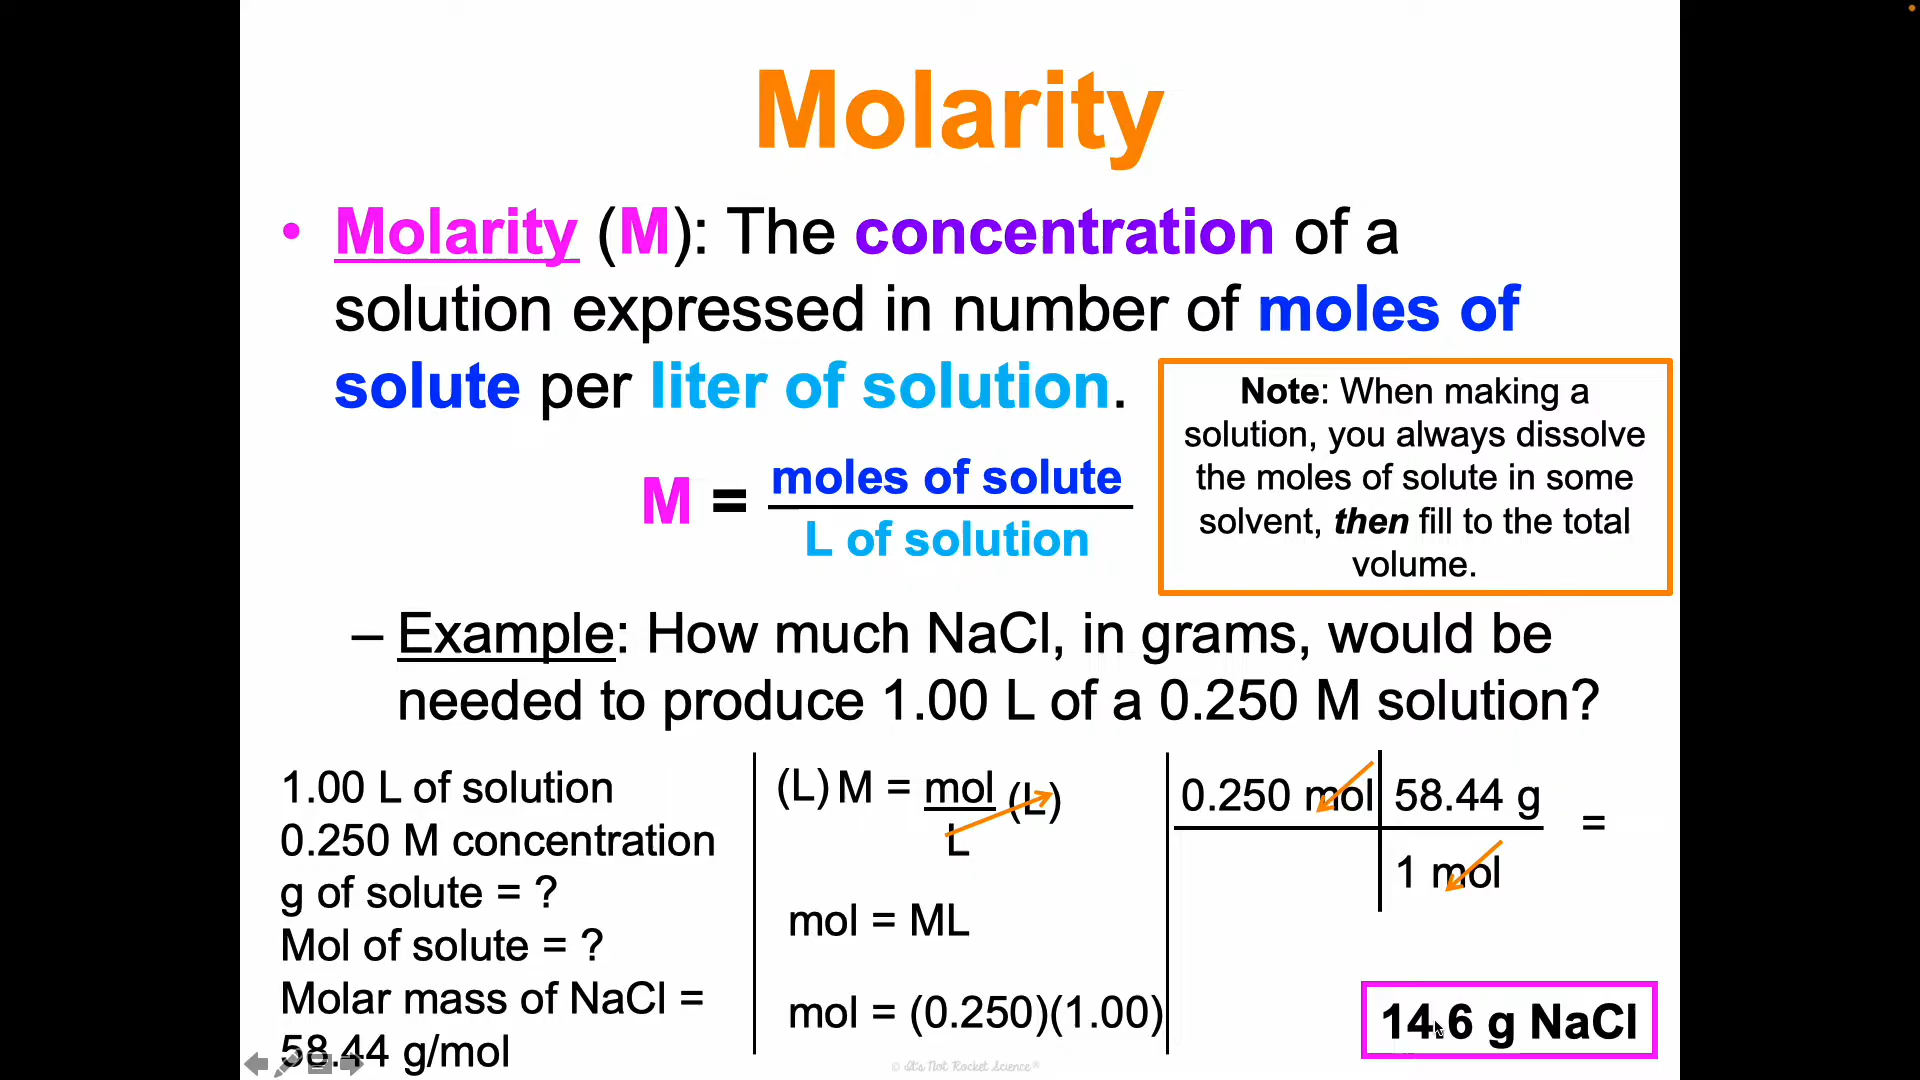 Molarity
• Molarity (M): The concentration of a
solution expressed in number of moles of
solute per liter of solution.
M = moles of solute
L of solution
Note: When making a
solution, you always dissolve
the moles of solute in some
solvent, then fill to the total
volume.
– Example: How much NaCl, in grams, would be
needed to produce 1.00 L of a 0.250 M solution?
1.00 L of solution
0.250 M concentration
g of solute = ?
Mol of solute = ?
Molar mass of NaCl =
58.44 g/mol
(L) M = mol (L)
L
mol = ML
mol = (0.250)(1.00)
0.250 mol 58.44 g =
1 mol
14.6 g NaCl
© It's Not Rocket Science®